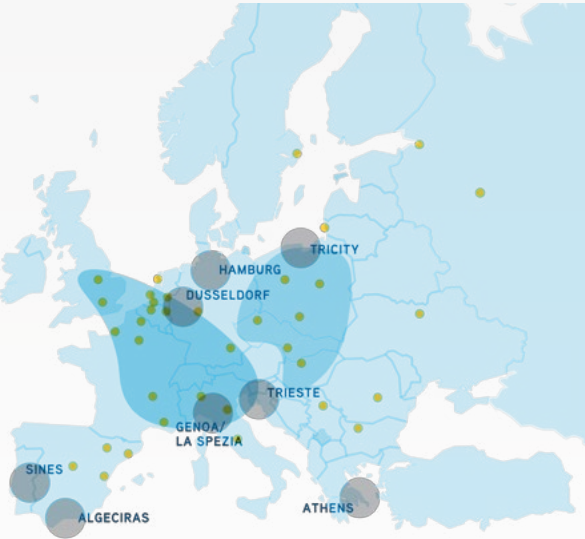 TRICITY
HAMBURG
DUSSELDORF
TRIESTE
GENOA/
LA SPEZIA
SINES
ATHENS
ALGECIRAS